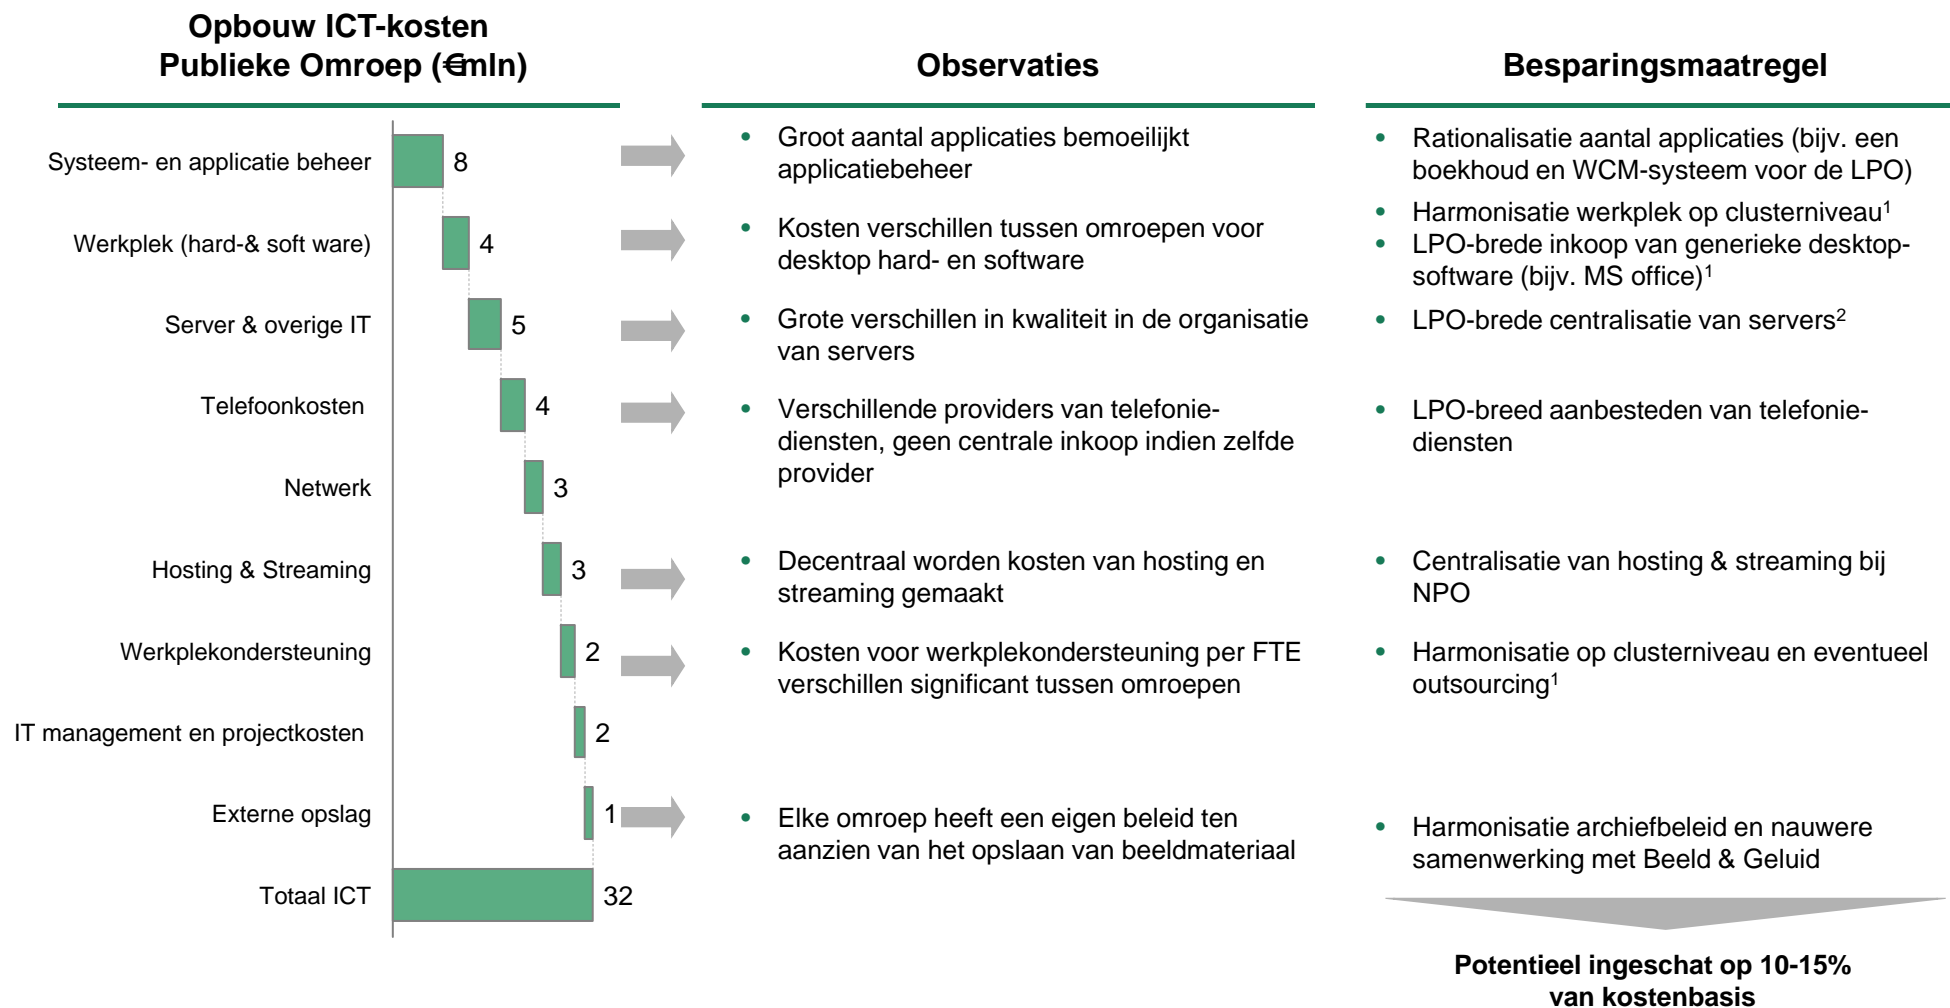 Opbouw ICT-kosten
Publieke Omroep (€mln)
Observaties
Besparingsmaatregel
Systeem- en applicatie beheer
8
• Groot aantal applicaties bemoeilijkt
applicatiebeheer
• Rationalisatie aantal applicaties (bijv. een
boekhoud en WCM-systeem voor de LPO)
Werkplek (hard-& soft ware)
4
• Kosten verschillen tussen omroepen voor
desktop hard- en software
• Harmonisatie werkplek op clusterniveau¹
• LPO-brede inkoop van generieke desktop-
software (bijv. MS office)¹
Server & overige IT
5
• Grote verschillen in kwaliteit in de organisatie
van servers
• LPO-brede centralisatie van servers²
Telefoonkosten
4
• Verschillende providers van telefonie-
diensten, geen centrale inkoop indien zelfde
provider
• LPO-breed aanbesteden van telefonie-
diensten
Netwerk
3
Hosting & Streaming
3
• Decentraal worden kosten van hosting en
streaming gemaakt
• Centralisatie van hosting & streaming bij
NPO
Werkplekondersteuning
2
• Kosten voor werkplekondersteuning per FTE
verschillen significant tussen omroepen
• Harmonisatie op clusterniveau en eventueel
outsourcing¹
IT management en projectkosten
2
Externe opslag
1
• Elke omroep heeft een eigen beleid ten
aanzien van het opslaan van beeldmateriaal
• Harmonisatie archiefbeleid en nauwere
samenwerking met Beeld & Geluid
Totaal ICT
32
Potentieel ingeschat op 10-15%
van kostenbasis